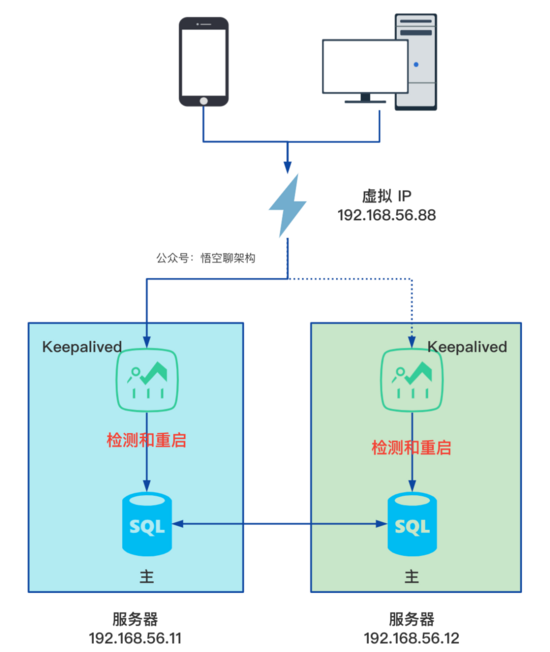 虚拟 IP
192.168.56.88
公众号：悟空聊架构
Keepalived
Keepalived
检测和重启
检测和重启
SQL
SQL
主
主
服务器
192.168.56.11
服务器
192.168.56.12